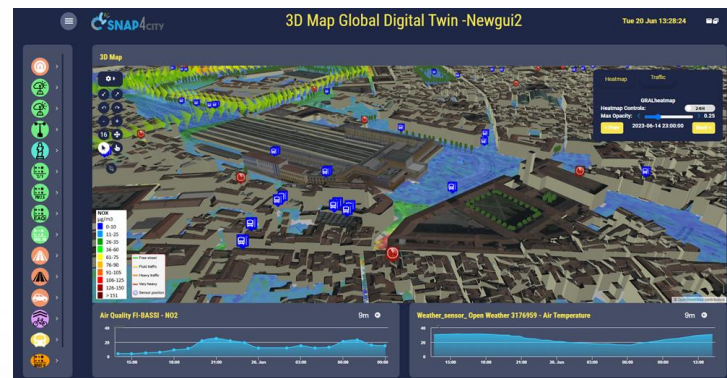 SNAP4CITY
3D Map Global Digital Twin -Newgui2
Tue 20 Jun 13:28:24
3D Map
Heatmap
Traffic
GRALheatmap
Heatmap Controls:
24H
Max Opacity:
0.25
2023-06-14 23:00:00
16
NOX
µg/m3
0-10
11-25
26-35
36-60
61-75
76-90
91-105
106-125
126-150
>151
Free street
Fluid traffic
Heavy traffic
Very heavy
Sensor position
Air Quality FI-BASSI - NO2
9m
40
20
0
15:00
18:00
21:00
26. Jun
03:00
06:00
09:00
Weather_sensor_ Open Weather 3176959 - Air Temperature
9m
40
20
0
15:00
18:00
21:00
26. Jun
03:00
06:00
09:00
12:00